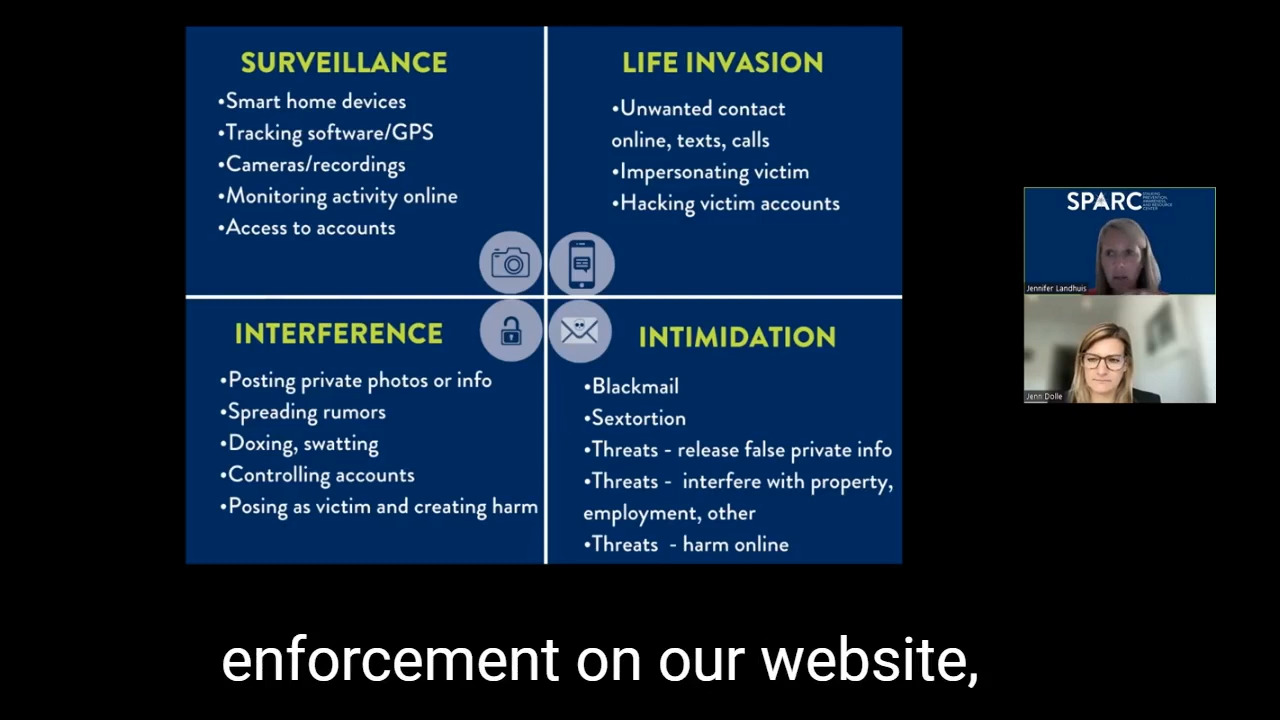 SURVEILLANCE
•Smart home devices
•Tracking software/GPS
•Cameras/recordings
•Monitoring activity online
•Access to accounts
LIFE INVASION
•Unwanted contact
online, texts, calls
•Impersonating victim
•Hacking victim accounts
INTERFERENCE
•Posting private photos or info
•Spreading rumors
•Doxing, swatting
•Controlling accounts
•Posing as victim and creating harm
INTIMIDATION
•Blackmail
•Sextortion
•Threats - release false private info
•Threats - interfere with property,
employment, other
•Threats - harm online
SPARC
Jennifer Landhuis
Jenn Dolle
enforcement on our website,